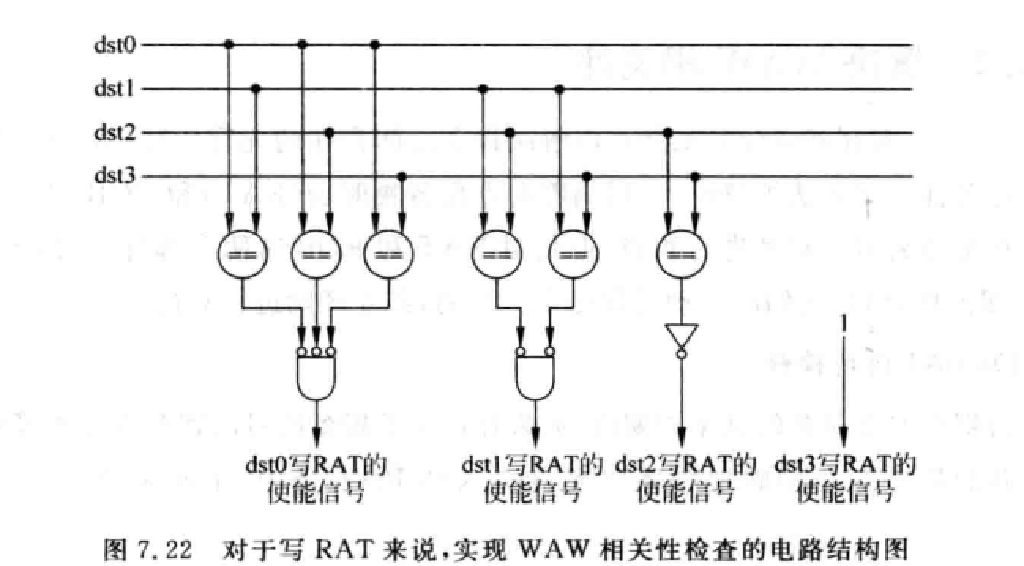 dst0
dst1
dst2
dst3
== == == == == ==
1
dst0写RAT的 dst1写RAT的 dst2写RAT的 dst3写RAT的
使能信号 使能信号 使能信号 使能信号
图 7.22 对于写 RAT 来说,实现 WAW 相关性检查的电路结构图